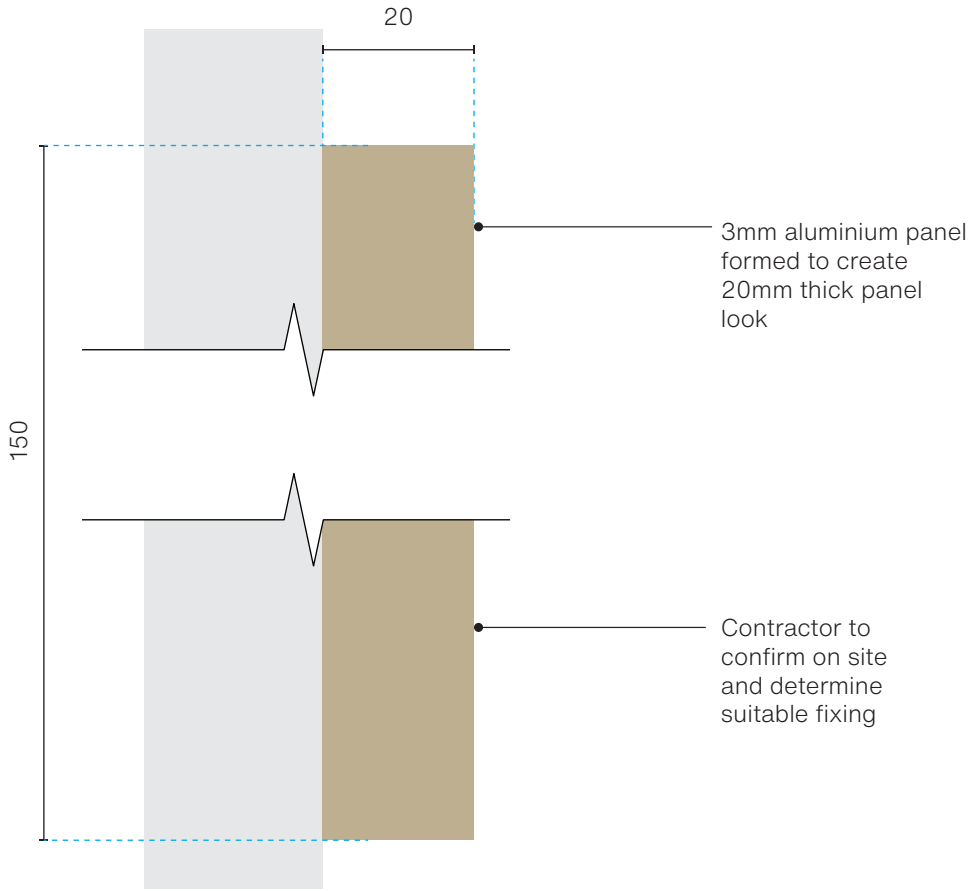 20
3mm aluminium panel
formed to create
20mm thick panel
look
150
Contractor to
confirm on site
and determine
suitable fixing